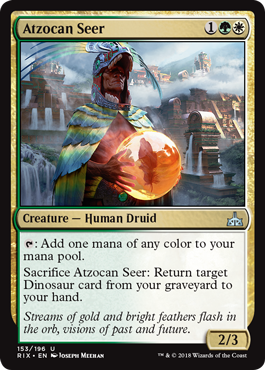 Atzocan Seer 1
Creature — Human Druid
: Add one mana of any color to your
mana pool.
Sacrifice Atzocan Seer: Return target
Dinosaur card from your graveyard to
your hand.
Streams of gold and bright feathers flash in
the orb, visions of past and future.
2/3
153/196 U
RIX • EN Joseph Meehan
™ & © 2018 Wizards of the Coast